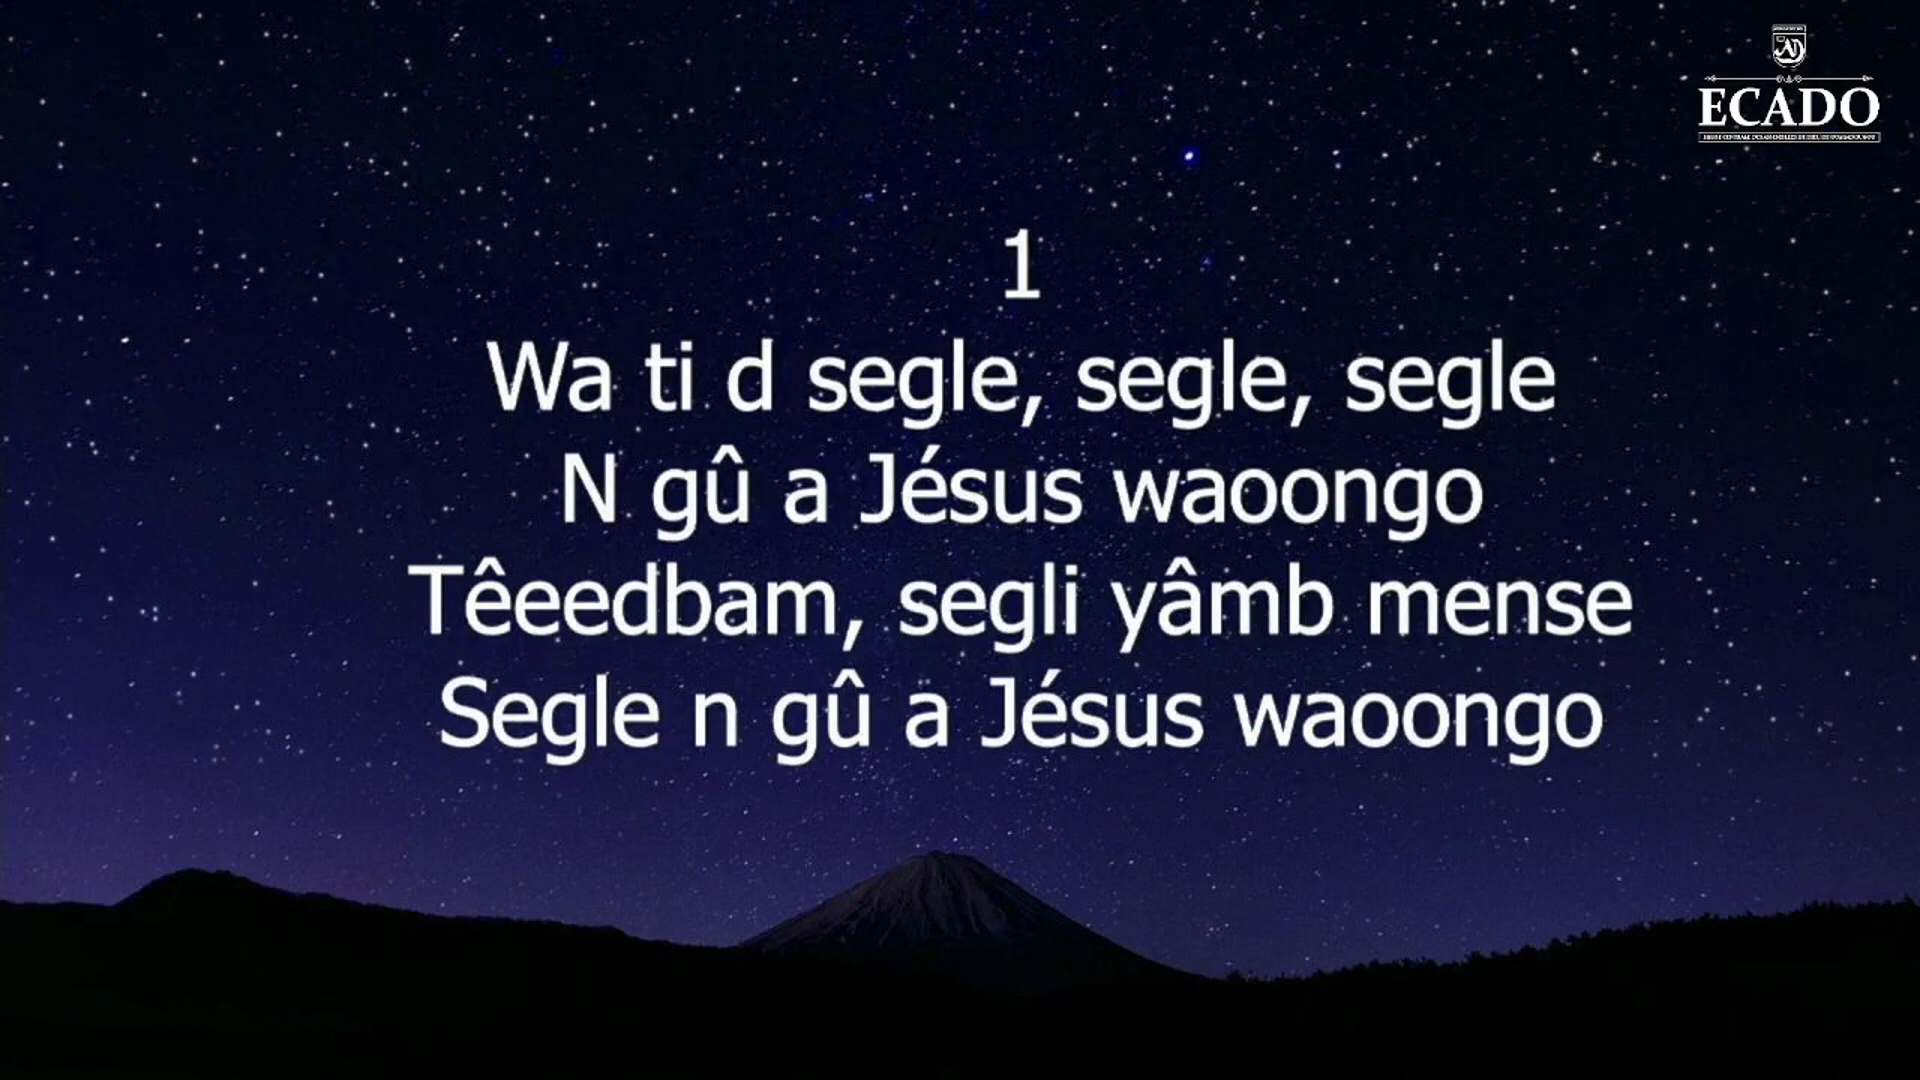 ECADO
1
Wa ti d segle, segle, segle
N gû a Jésus waoongo
Têeedbam, segli yâmb mense
Segle n gû a Jésus waoongo